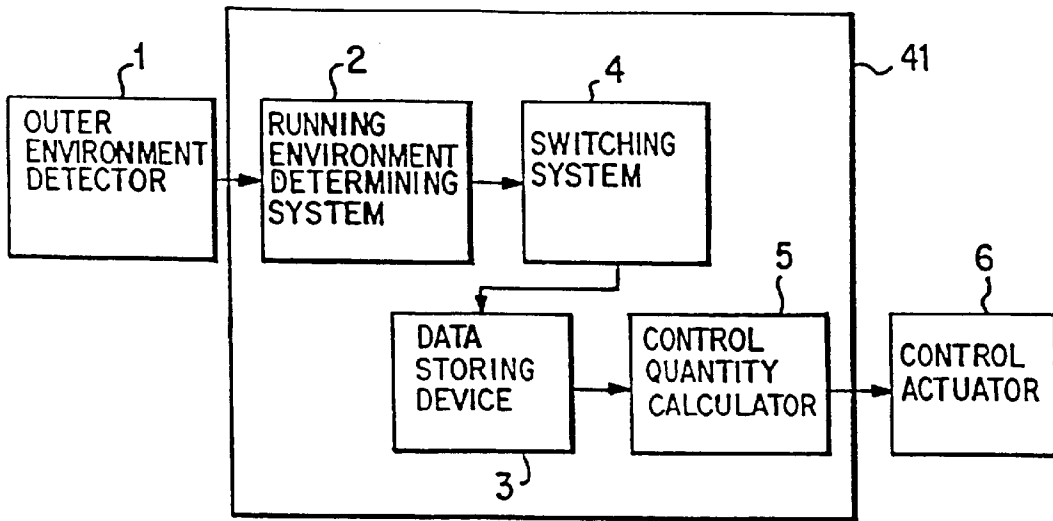 1
2
4
41
OUTER
ENVIRONMENT
DETECTOR
RUNNING
ENVIRONMENT
DETERMINING
SYSTEM
SWITCHING
SYSTEM
5
6
DATA
STORING
DEVICE
CONTROL
QUANTITY
CALCULATOR
CONTROL
ACTUATOR
3